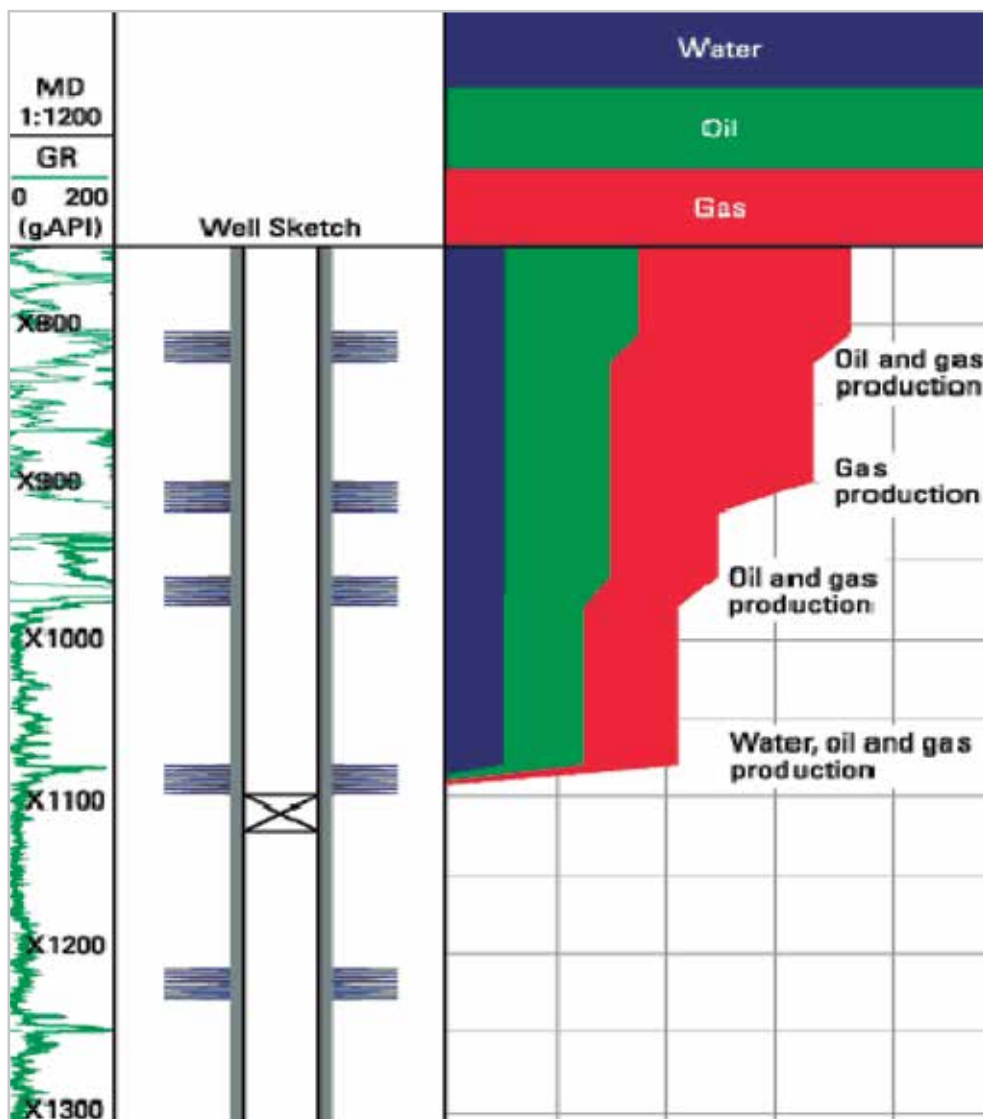 MD
1:1200
GR
0 200
(gAPI)
Well Sketch
Water
Oil
Gas
X800
X900
X1000
X1100
X1200
X1300
Oil and gas
production
Gas
production
Oil and gas
production
Water, oil and gas
production